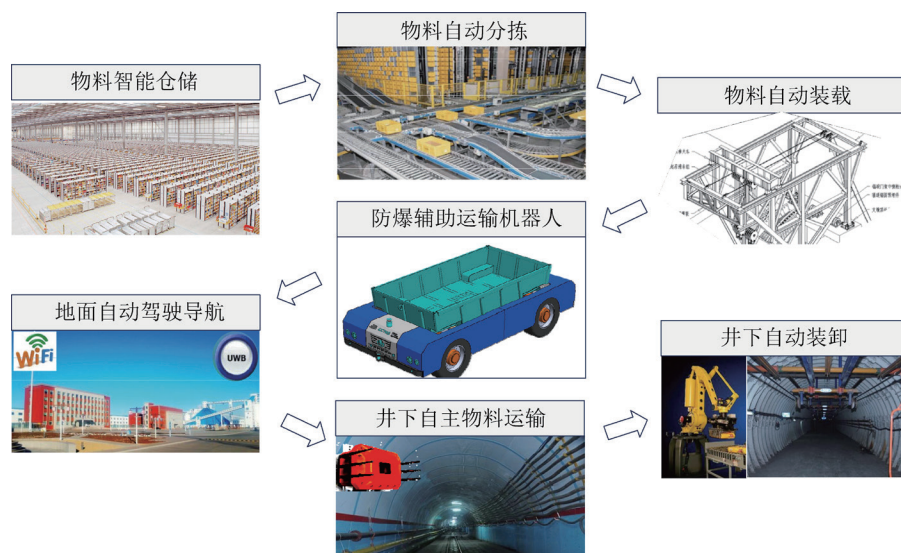 物料自动分拣
物料智能仓储
物料自动装载
防爆辅助运输机器人
地面自动驾驶导航
WiFi
UWB
井下自动装卸
井下自主物料运输